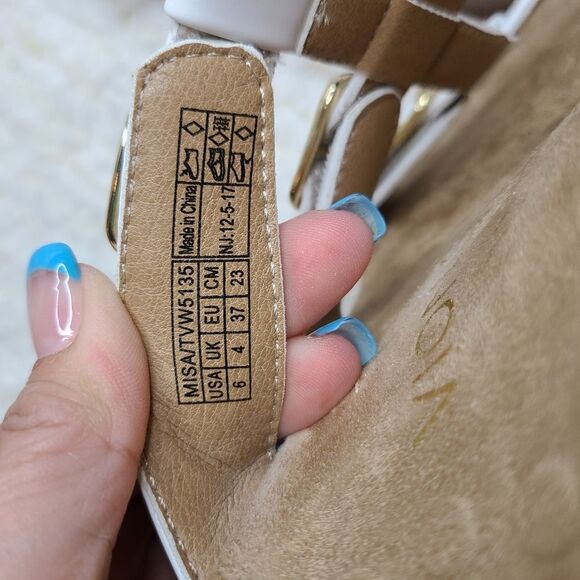 MISA/TVW5135 Made in China NJ:12-5-17
USA UK EU CM
6 4 37 23